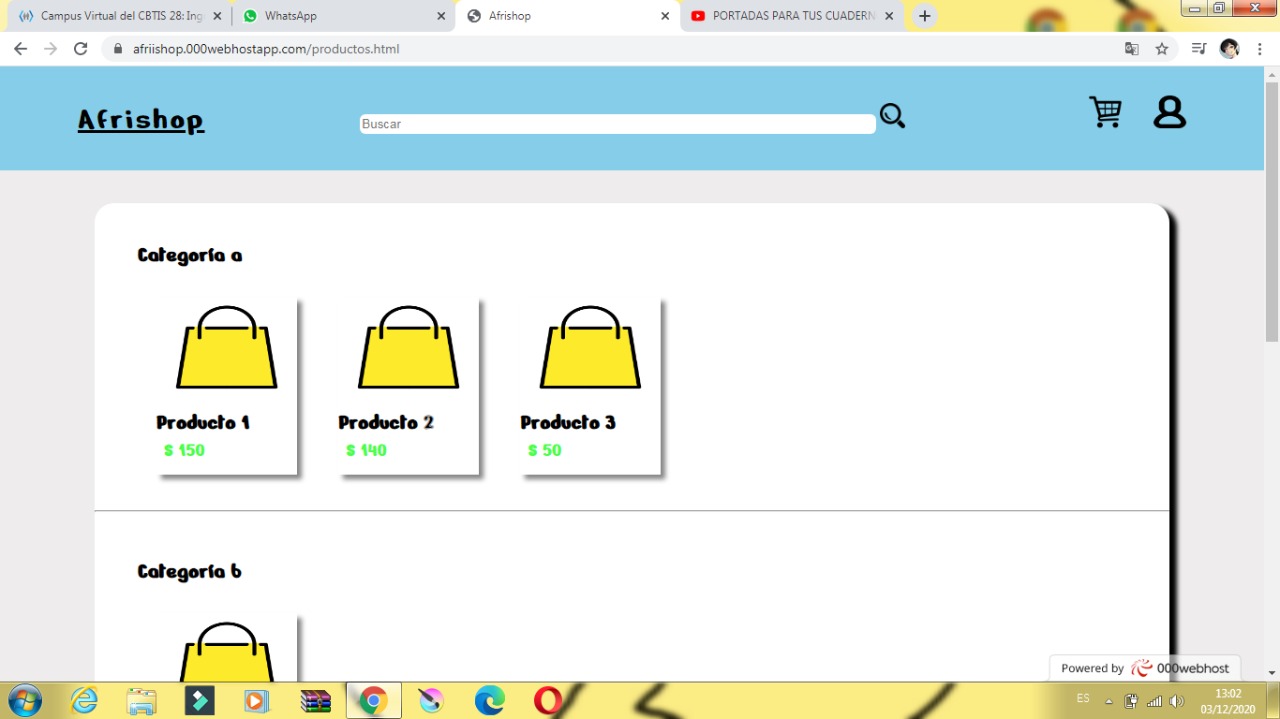 Campus Virtual del CBTIS 28: Ing
WhatsApp
Afrishop
PORTADAS PARA TUS CUADERN
afriishop.000webhostapp.com/productos.html
Afrishop
Buscar
Categoría a
Producto 1
Producto 2
Producto 3
$ 150
$ 140
$ 50
Categoría b
Powered by 000webhost
ES
13:02
03/12/2020